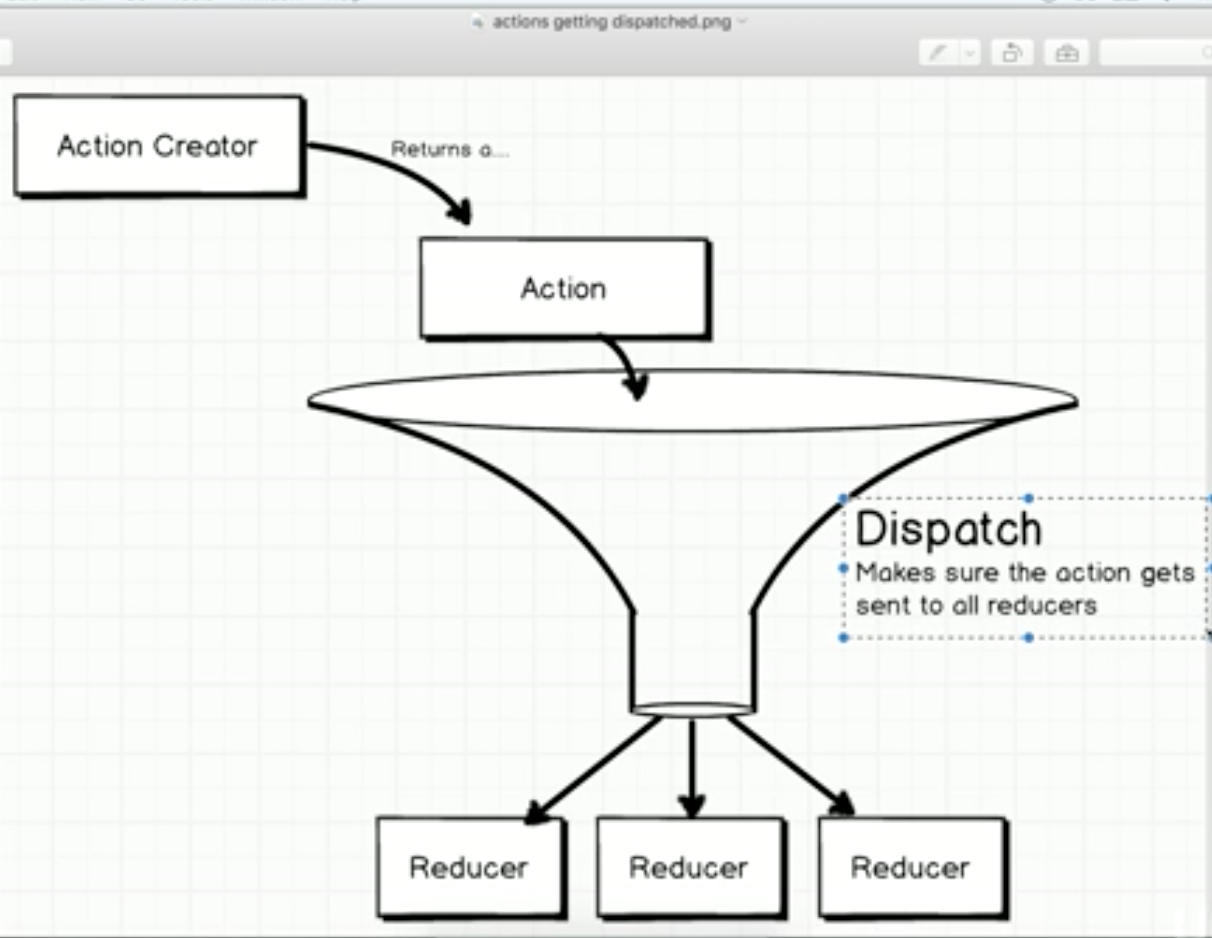 actions getting dispatched.png
Action Creator
Returns a....
Action
Dispatch
Makes sure the action gets
sent to all reducers
Reducer
Reducer
Reducer